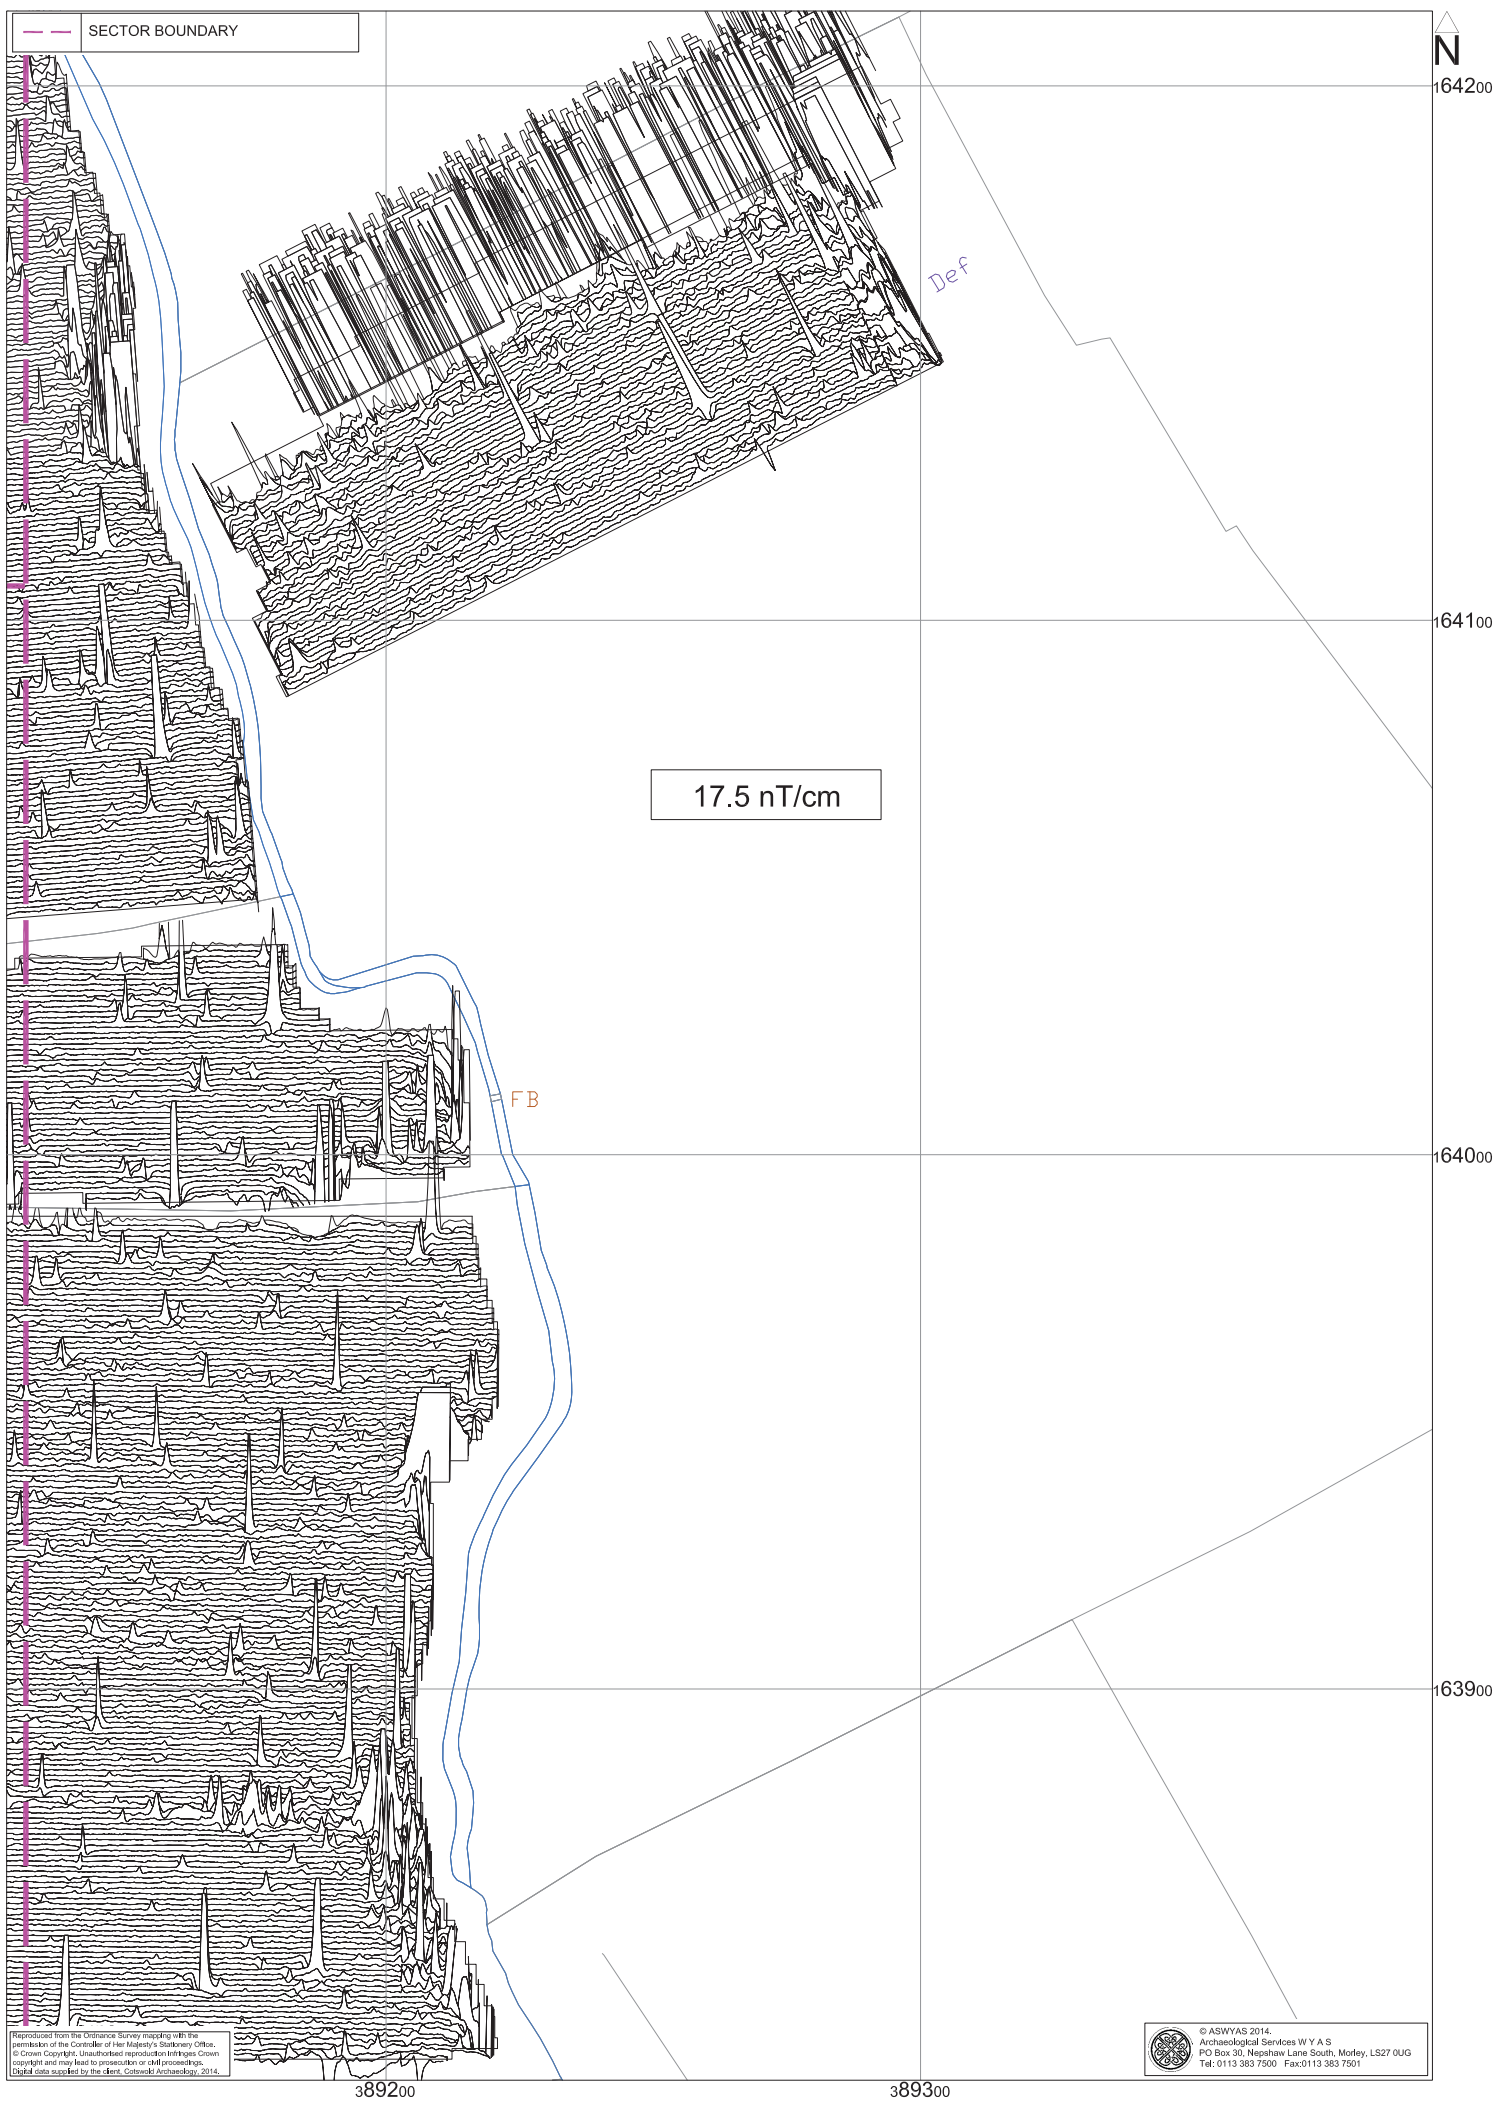 SECTOR BOUNDARY
N
164200
Def
164100
17.5 nT/cm
FB
164000
163900
Reproduced from the Ordnance Survey mapping with the
permission of the Controller of Her Majesty's Stationery Office.
© Crown Copyright. Unauthorised reproduction infringes Crown
copyright and may lead to prosecution or civil proceedings.
Digital data supplied by the client, Cotswold Archaeology, 2014.
© ASWYAS 2014.
Archaeological Services W Y A S
PO Box 30, Nepshaw Lane South, Morley, LS27 0UG
Tel: 0113 383 7500 Fax:0113 383 7501
389200
389300